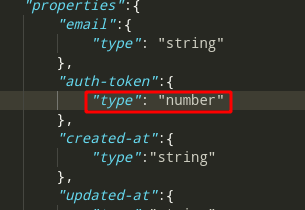 "properties":{
"email":{
"type": "string"
},
"auth-token":{
"type": "number"
},
"created-at":{
"type":"string"
},
"updated-at":{